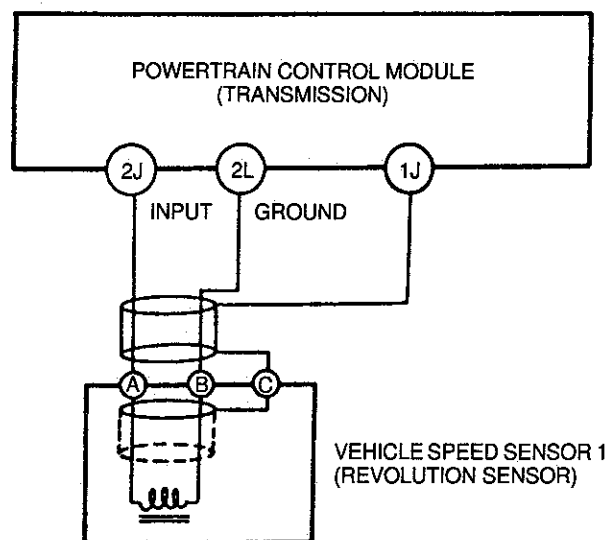 POWERTRAIN CONTROL MODULE
(TRANSMISSION)
2J 2L 1J
INPUT GROUND
A B C
VEHICLE SPEED SENSOR 1
(REVOLUTION SENSOR)